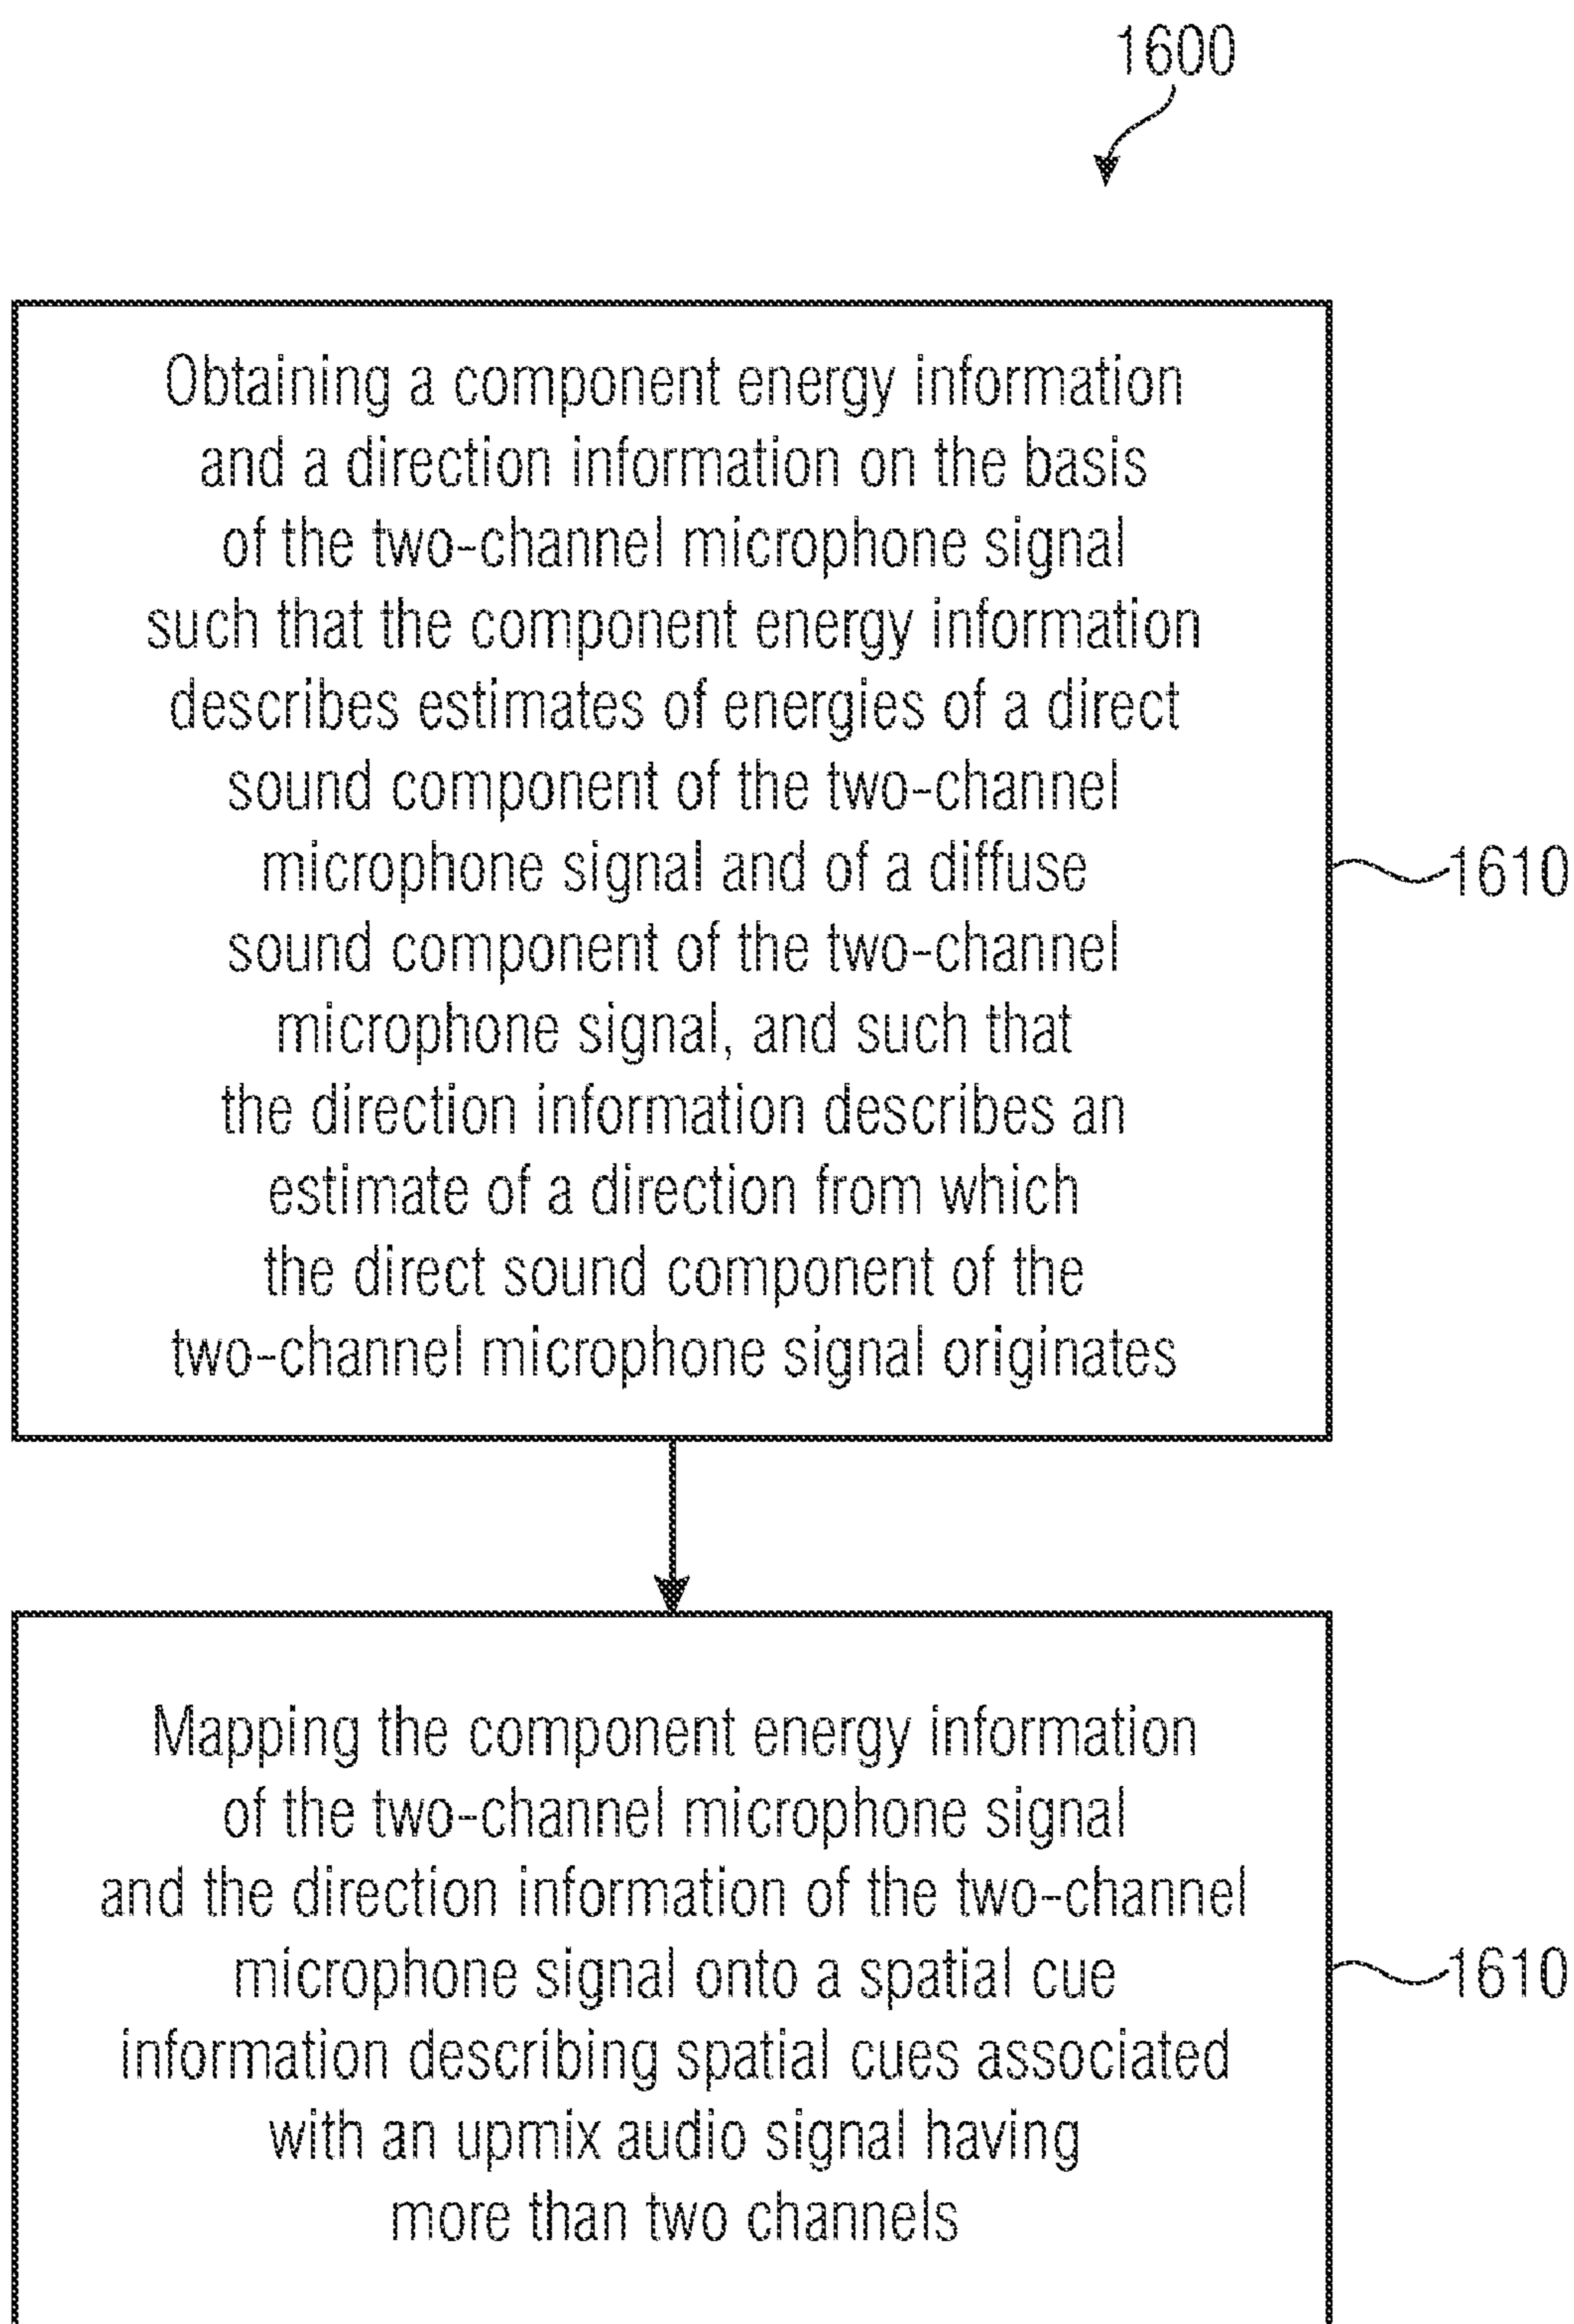 1600
Obtaining a component energy information
and a direction information on the basis
of the two-channel microphone signal
such that the component energy information
describes estimates of energies of a direct
sound component of the two-channel
microphone signal and of a diffuse
sound component of the two-channel
microphone signal, and such that
the direction information describes an
estimate of a direction from which
the direct sound component of the
two-channel microphone signal originates
1610
Mapping the component energy information
of the two-channel microphone signal
and the direction information of the two-channel
microphone signal onto a spatial cue
information describing spatial cues associated
with an upmix audio signal having
more than two channels
1610